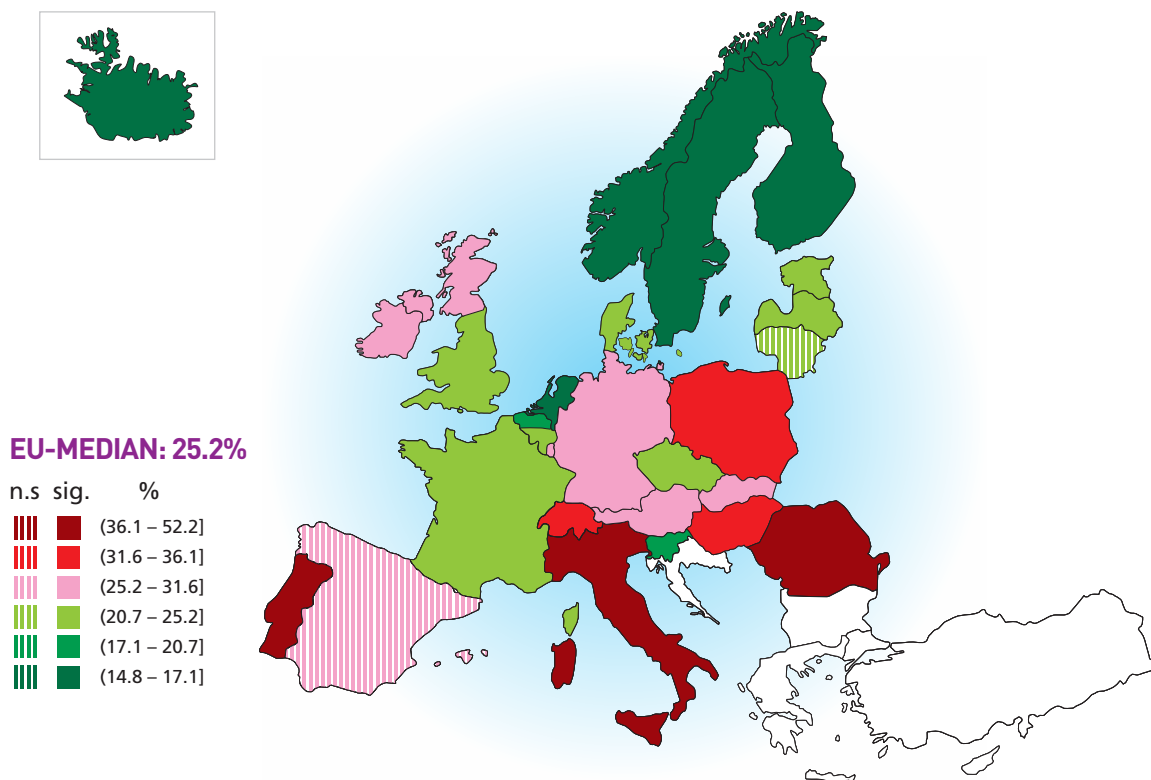 EU-MEDIAN: 25.2%
n.s sig. %
(36.1 – 52.2]
(31.6 – 36.1]
(25.2 – 31.6]
(20.7 – 25.2]
(17.1 – 20.7]
(14.8 – 17.1]